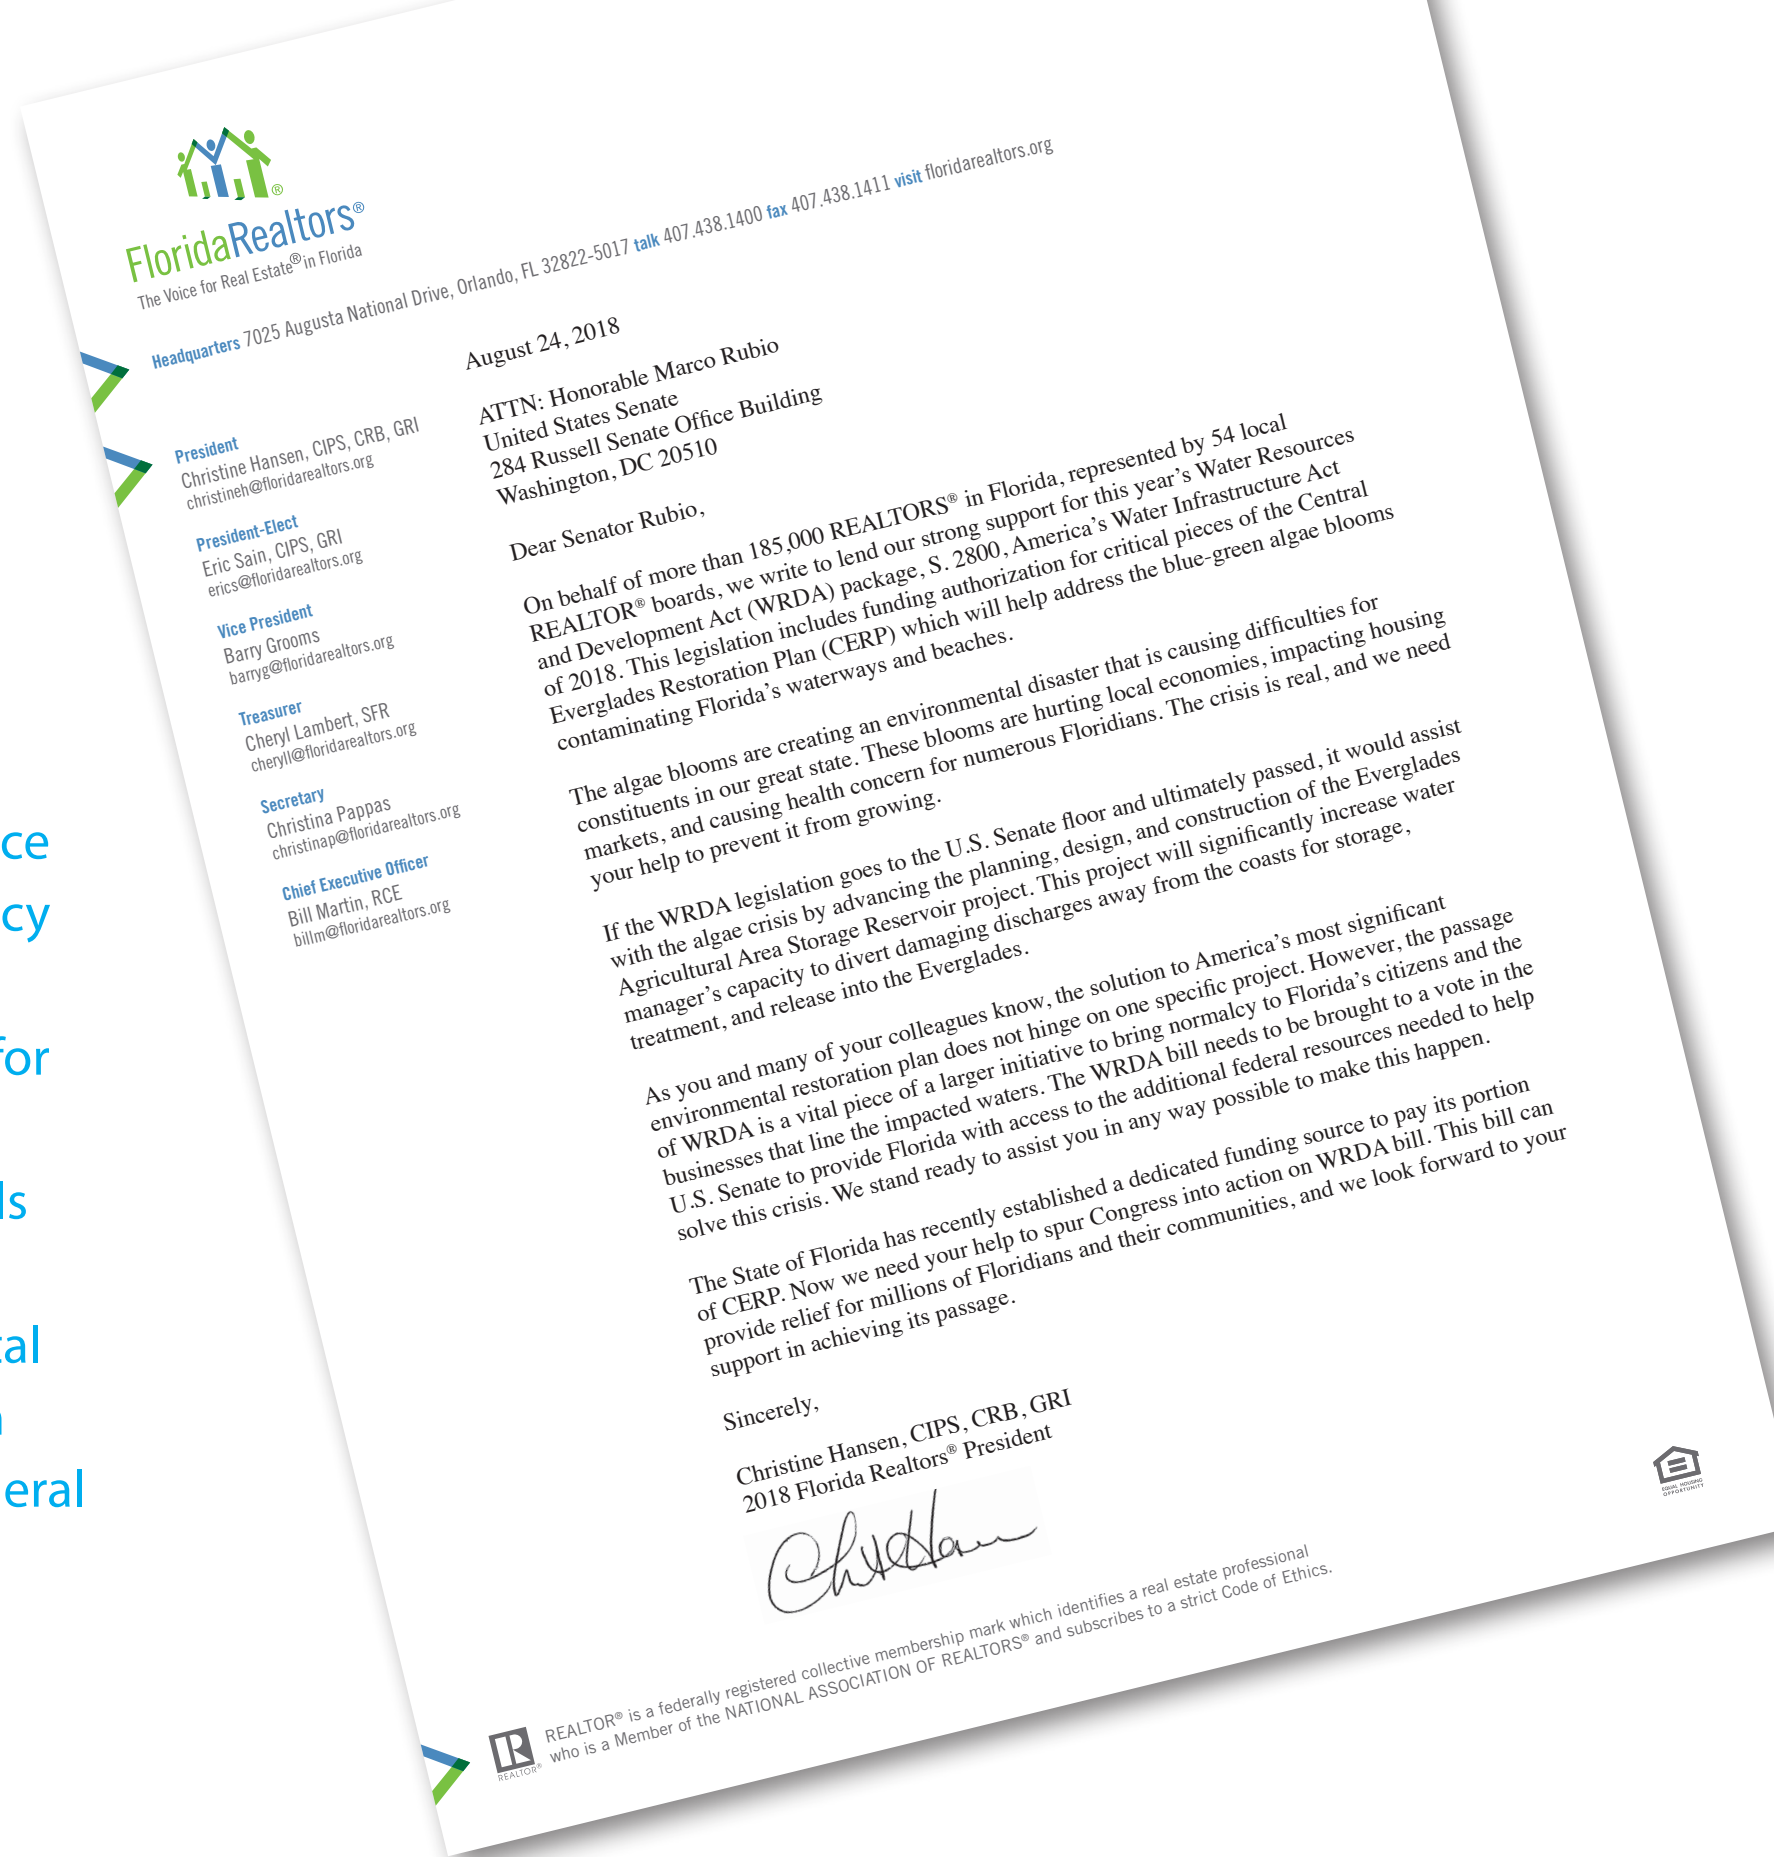 FloridaRealtors®
The Voice for Real Estate® in Florida
Headquarters 7025 Augusta National Drive, Orlando, FL 32822-5017 talk 407.438.1400 fax 407.438.1411 visit floridarealtors.org
President
Christine Hansen, CIPS, CRB, GRI
christineh@floridarealtors.org
President-Elect
Eric Sain, CIPS, GRI
erics@floridarealtors.org
Vice President
Barry Grooms
barryg@floridarealtors.org
Treasurer
Cheryl Lambert, SFR
cheryll@floridarealtors.org
Secretary
Christina Pappas
christinap@floridarealtors.org
Chief Executive Officer
Bill Martin, RCE
billm@floridarealtors.org
August 24, 2018
ATTN: Honorable Marco Rubio
United States Senate
284 Russell Senate Office Building
Washington, DC 20510
Dear Senator Rubio,
On behalf of more than 185,000 REALTORS® in Florida, represented by 54 local
REALTOR® boards, we write to lend our strong support for this year’s Water Resources
and Development Act (WRDA) package, S. 2800, America’s Water Infrastructure Act
of 2018. This legislation includes funding authorization for critical pieces of the Central
Everglades Restoration Plan (CERP) which will help address the blue-green algae blooms
contaminating Florida’s waterways and beaches.
The algae blooms are creating an environmental disaster that is causing difficulties for
constituents in our great state. These blooms are hurting local economies, impacting housing
markets, and causing health concern for numerous Floridians. The crisis is real, and we need
your help to prevent it from growing.
If the WRDA legislation goes to the U.S. Senate floor and ultimately passed, it would assist
with the algae crisis by advancing the planning, design, and construction of the Everglades
Agricultural Area Storage Reservoir project. This project will significantly increase water
manager’s capacity to divert damaging discharges away from the coasts for storage,
treatment, and release into the Everglades.
As you and many of your colleagues know, the solution to America’s most significant
environmental restoration plan does not hinge on one specific project. However, the passage
of WRDA is a vital piece of a larger initiative to bring normalcy to Florida’s citizens and the
businesses that line the impacted waters. The WRDA bill needs to be brought to a vote in the
U.S. Senate to provide Florida with access to the additional federal resources needed to help
solve this crisis. We stand ready to assist you in any way possible to make this happen.
The State of Florida has recently established a dedicated funding source to pay its portion
of CERP. Now we need your help to spur Congress into action on WRDA bill. This bill can
provide relief for millions of Floridians and their communities, and we look forward to your
support in achieving its passage.
Sincerely,
Christine Hansen, CIPS, CRB, GRI
2018 Florida Realtors® President
EQUAL HOUSING
OPPORTUNITY
REALTOR®
REALTOR® is a federally registered collective membership mark which identifies a real estate professional
who is a Member of the NATIONAL ASSOCIATION OF REALTORS® and subscribes to a strict Code of Ethics.
ce
cy
for
ls
tal
eral